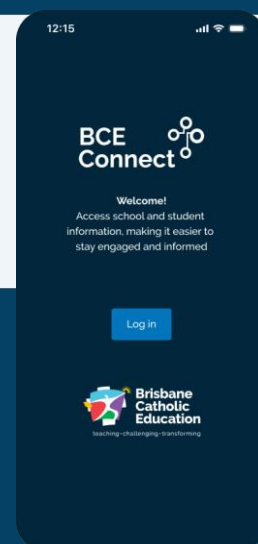 12:15
BCE
Connect
Welcome!
Access school and student
information, making it easier to
stay engaged and informed
Log in
Brisbane
Catholic
Education
teaching-challenging-transforming